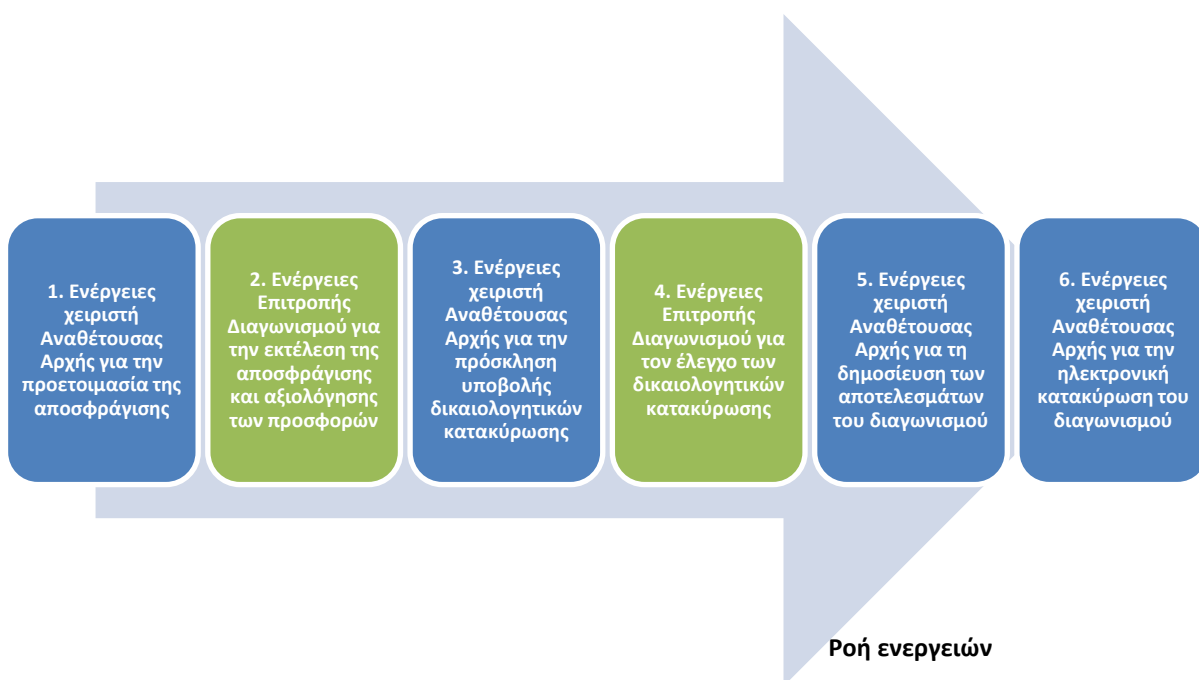 1. Ενέργειες
χειριστή
Αναθέτουσας
Αρχής για την
προετοιμασία της
αποσφράγισης
2. Ενέργειες
Επιτροπής
Διαγωνισμού για
την εκτέλεση της
αποσφράγισης
και αξιολόγησης
των προσφορών
3. Ενέργειες
χειριστή
Αναθέτουσας
Αρχής για την
πρόσκληση
υποβολής
δικαιολογητικών
κατακύρωσης
4. Ενέργειες
Επιτροπής
Διαγωνισμού για
τον έλεγχο των
δικαιολογητικών
κατακύρωσης
5. Ενέργειες
χειριστή
Αναθέτουσας
Αρχής για τη
δημοσίευση των
αποτελεσμάτων
του διαγωνισμού
6. Ενέργειες
χειριστή
Αναθέτουσας
Αρχής για την
ηλεκτρονική
κατακύρωση του
διαγωνισμού
Ροή ενεργειών